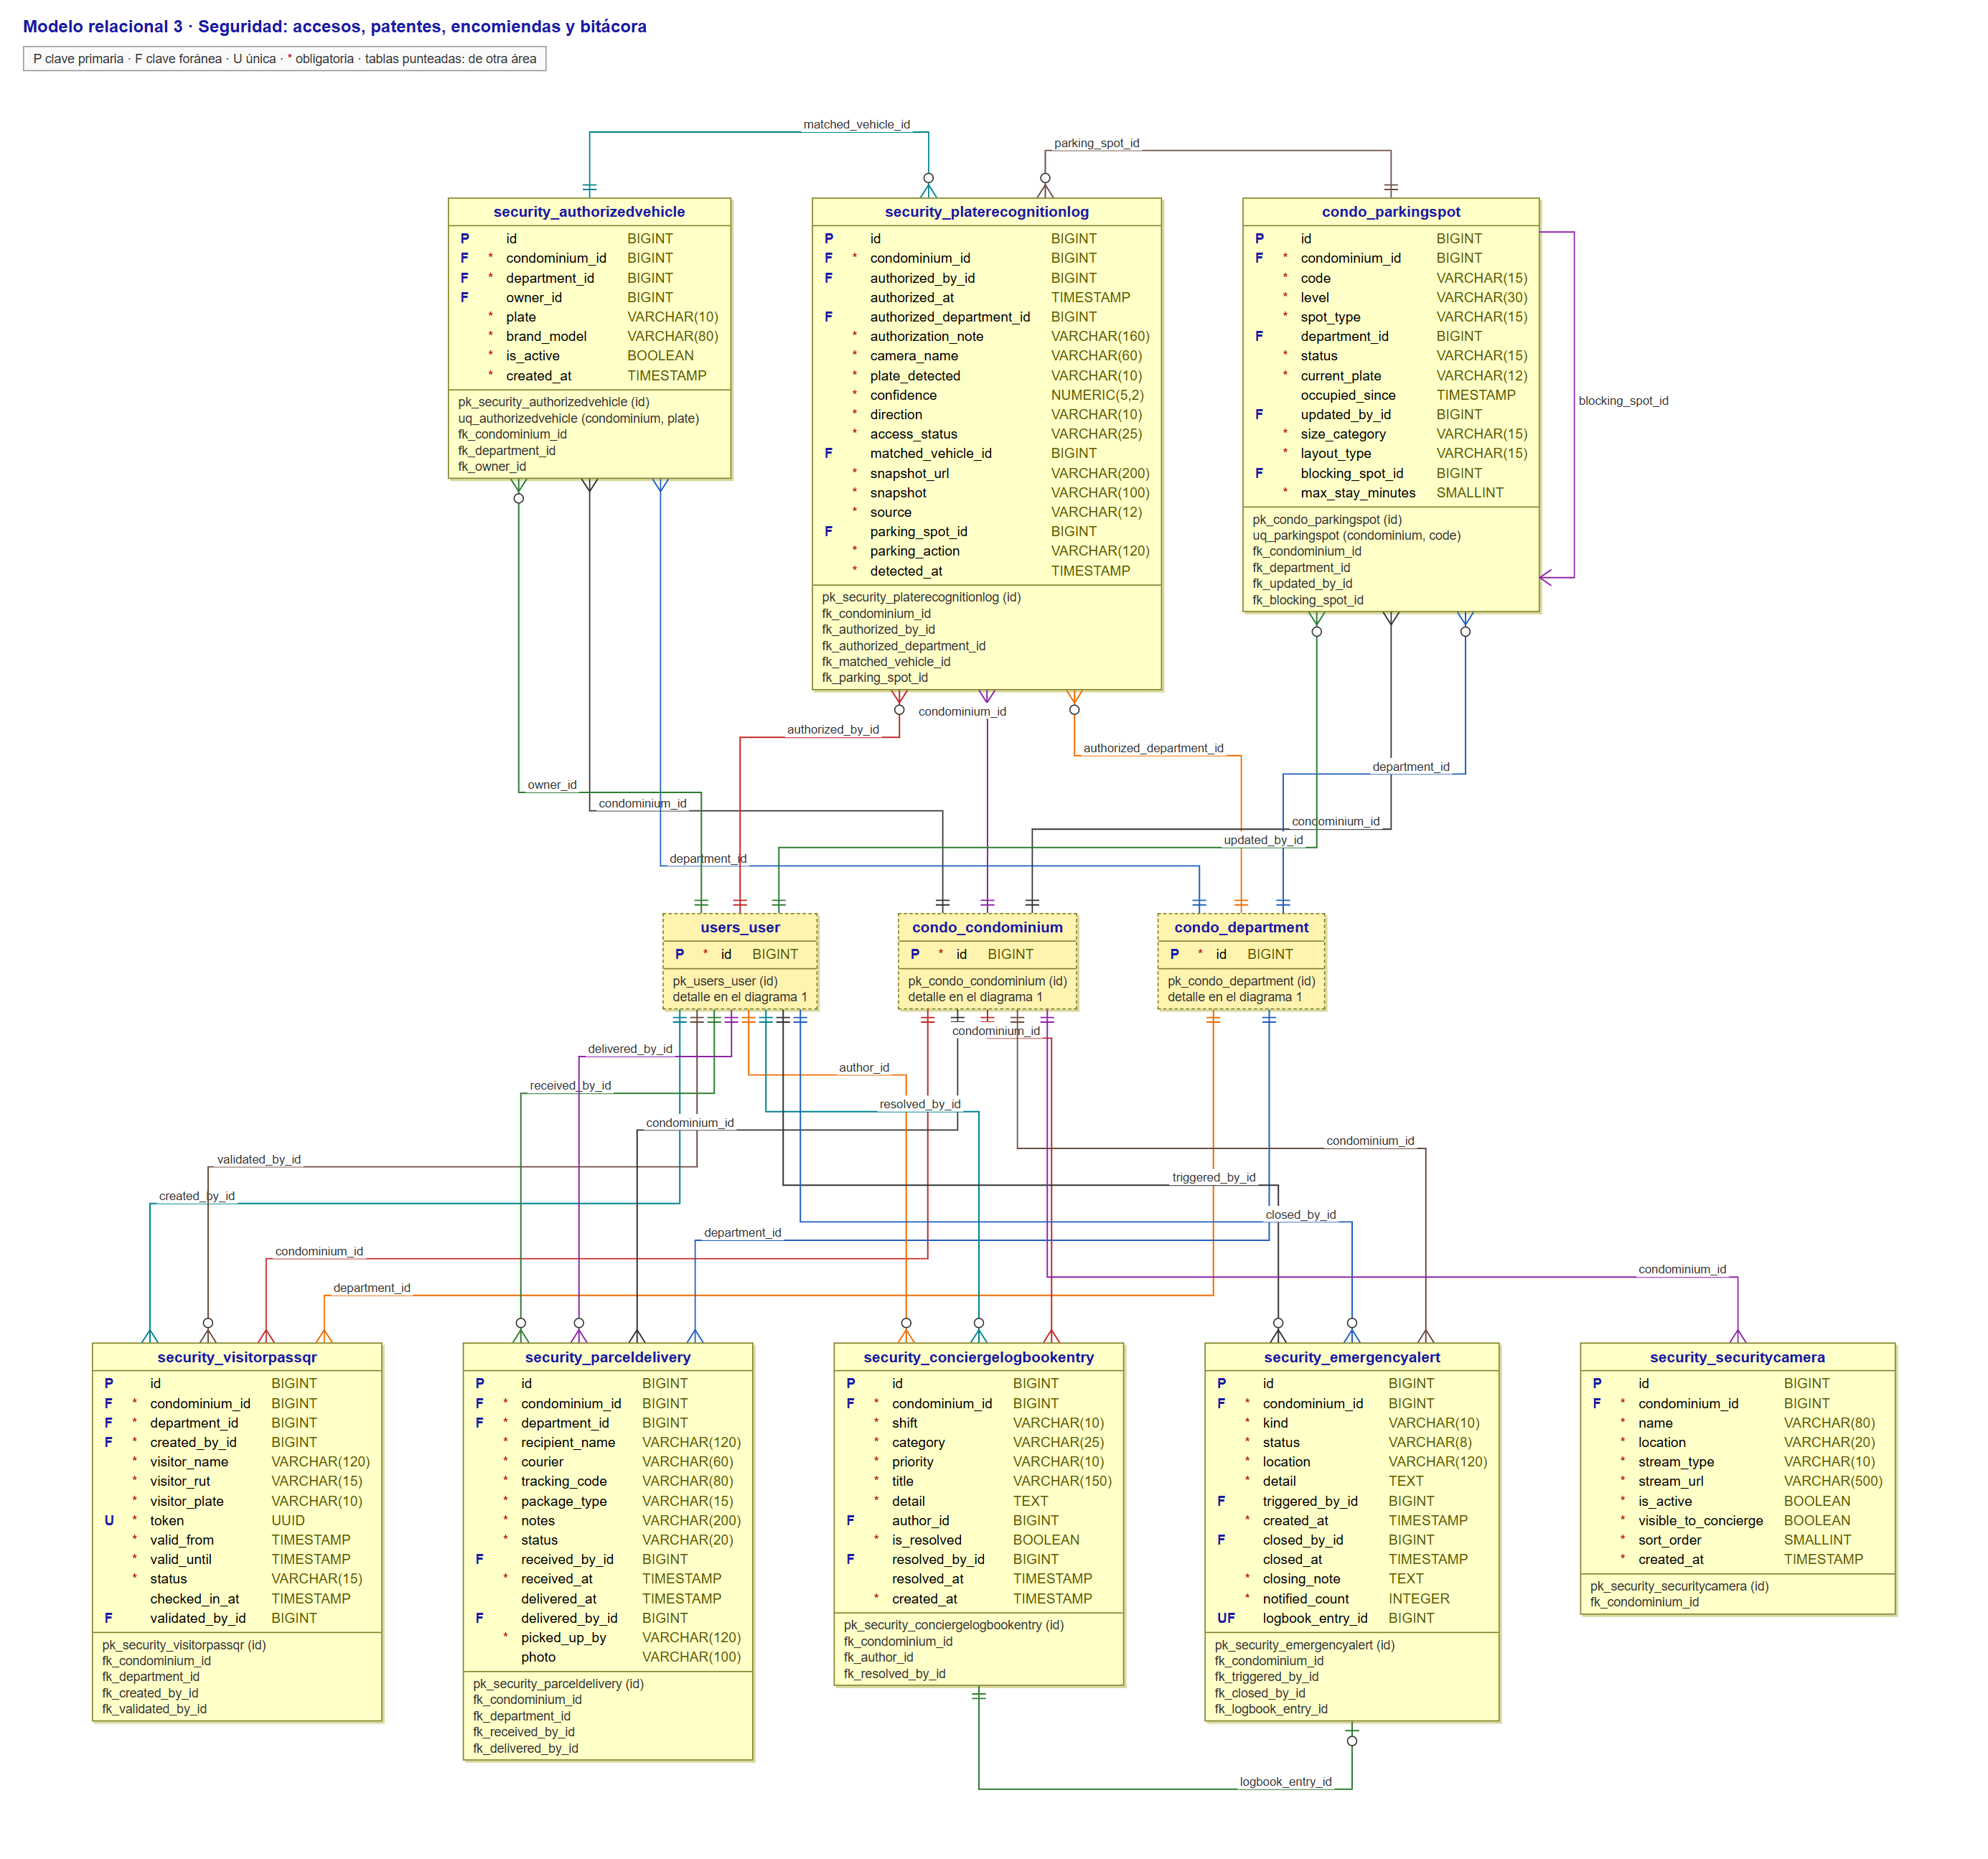 Modelo relacional 3 · Seguridad: accesos, patentes, encomiendas y bitácora
P clave primaria · F clave foránea · U única · * obligatoria · tablas punteadas: de otra área
matched_vehicle_id
parking_spot_id
security_authorizedvehicle
P id BIGINT
F * condominium_id BIGINT
F * department_id BIGINT
F owner_id BIGINT
* plate VARCHAR(10)
* brand_model VARCHAR(80)
* is_active BOOLEAN
* created_at TIMESTAMP
pk_security_authorizedvehicle (id)
uq_authorizedvehicle (condominium, plate)
fk_condominium_id
fk_department_id
fk_owner_id
security_platerecognitionlog
P id BIGINT
F * condominium_id BIGINT
F authorized_by_id BIGINT
authorized_at TIMESTAMP
F authorized_department_id BIGINT
* authorization_note VARCHAR(160)
* camera_name VARCHAR(60)
* plate_detected VARCHAR(10)
* confidence NUMERIC(5,2)
* direction VARCHAR(10)
* access_status VARCHAR(25)
F matched_vehicle_id BIGINT
* snapshot_url VARCHAR(200)
* snapshot VARCHAR(100)
* source VARCHAR(12)
F parking_spot_id BIGINT
* parking_action VARCHAR(120)
* detected_at TIMESTAMP
pk_security_platerecognitionlog (id)
fk_condominium_id
fk_authorized_by_id
fk_authorized_department_id
fk_matched_vehicle_id
fk_parking_spot_id
condo_parkingspot
P id BIGINT
F * condominium_id BIGINT
* code VARCHAR(15)
* level VARCHAR(30)
* spot_type VARCHAR(15)
F department_id BIGINT
* status VARCHAR(15)
* current_plate VARCHAR(12)
occupied_since TIMESTAMP
F updated_by_id BIGINT
* size_category VARCHAR(15)
* layout_type VARCHAR(15)
F blocking_spot_id BIGINT
* max_stay_minutes SMALLINT
pk_condo_parkingspot (id)
uq_parkingspot (condominium, code)
fk_condominium_id
fk_department_id
fk_updated_by_id
fk_blocking_spot_id
blocking_spot_id
condominium_id
authorized_by_id
authorized_department_id
department_id
owner_id
condominium_id
condominium_id
updated_by_id
department_id
users_user
P * id BIGINT
pk_users_user (id)
detalle en el diagrama 1
condo_condominium
P * id BIGINT
pk_condo_condominium (id)
detalle en el diagrama 1
condo_department
P * id BIGINT
pk_condo_department (id)
detalle en el diagrama 1
condominium_id
delivered_by_id
author_id
received_by_id
resolved_by_id
condominium_id
condominium_id
validated_by_id
triggered_by_id
created_by_id
closed_by_id
department_id
condominium_id
condominium_id
department_id
security_visitorpassqr
P id BIGINT
F * condominium_id BIGINT
F * department_id BIGINT
F * created_by_id BIGINT
* visitor_name VARCHAR(120)
* visitor_rut VARCHAR(15)
* visitor_plate VARCHAR(10)
U * token UUID
* valid_from TIMESTAMP
* valid_until TIMESTAMP
* status VARCHAR(15)
checked_in_at TIMESTAMP
F validated_by_id BIGINT
pk_security_visitorpassqr (id)
fk_condominium_id
fk_department_id
fk_created_by_id
fk_validated_by_id
security_parceldelivery
P id BIGINT
F * condominium_id BIGINT
F * department_id BIGINT
* recipient_name VARCHAR(120)
* courier VARCHAR(60)
* tracking_code VARCHAR(80)
* package_type VARCHAR(15)
* notes VARCHAR(200)
* status VARCHAR(20)
F received_by_id BIGINT
* received_at TIMESTAMP
delivered_at TIMESTAMP
F delivered_by_id BIGINT
* picked_up_by VARCHAR(120)
photo VARCHAR(100)
pk_security_parceldelivery (id)
fk_condominium_id
fk_department_id
fk_received_by_id
fk_delivered_by_id
security_conciergelogbookentry
P id BIGINT
F * condominium_id BIGINT
* shift VARCHAR(10)
* category VARCHAR(25)
* priority VARCHAR(10)
* title VARCHAR(150)
* detail TEXT
F author_id BIGINT
* is_resolved BOOLEAN
F resolved_by_id BIGINT
resolved_at TIMESTAMP
* created_at TIMESTAMP
pk_security_conciergelogbookentry (id)
fk_condominium_id
fk_author_id
fk_resolved_by_id
security_emergencyalert
P id BIGINT
F * condominium_id BIGINT
* kind VARCHAR(10)
* status VARCHAR(8)
* location VARCHAR(120)
* detail TEXT
F triggered_by_id BIGINT
* created_at TIMESTAMP
F closed_by_id BIGINT
closed_at TIMESTAMP
* closing_note TEXT
* notified_count INTEGER
UF logbook_entry_id BIGINT
pk_security_emergencyalert (id)
fk_condominium_id
fk_triggered_by_id
fk_closed_by_id
fk_logbook_entry_id
security_securitycamera
P id BIGINT
F * condominium_id BIGINT
* name VARCHAR(80)
* location VARCHAR(20)
* stream_type VARCHAR(10)
* stream_url VARCHAR(500)
* is_active BOOLEAN
* visible_to_concierge BOOLEAN
* sort_order SMALLINT
* created_at TIMESTAMP
pk_security_securitycamera (id)
fk_condominium_id
logbook_entry_id